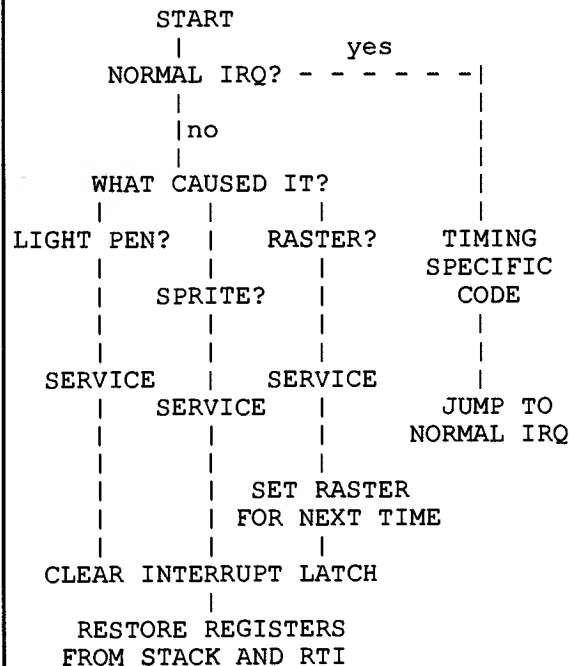 START
yes
NORMAL IRQ?
no
WHAT CAUSED IT?
LIGHT PEN? RASTER? TIMING
SPECIFIC
SPRITE? CODE
SERVICE SERVICE
SERVICE JUMP TO
NORMAL IRQ
SET RASTER
FOR NEXT TIME
CLEAR INTERRUPT LATCH
RESTORE REGISTERS
FROM STACK AND RTI